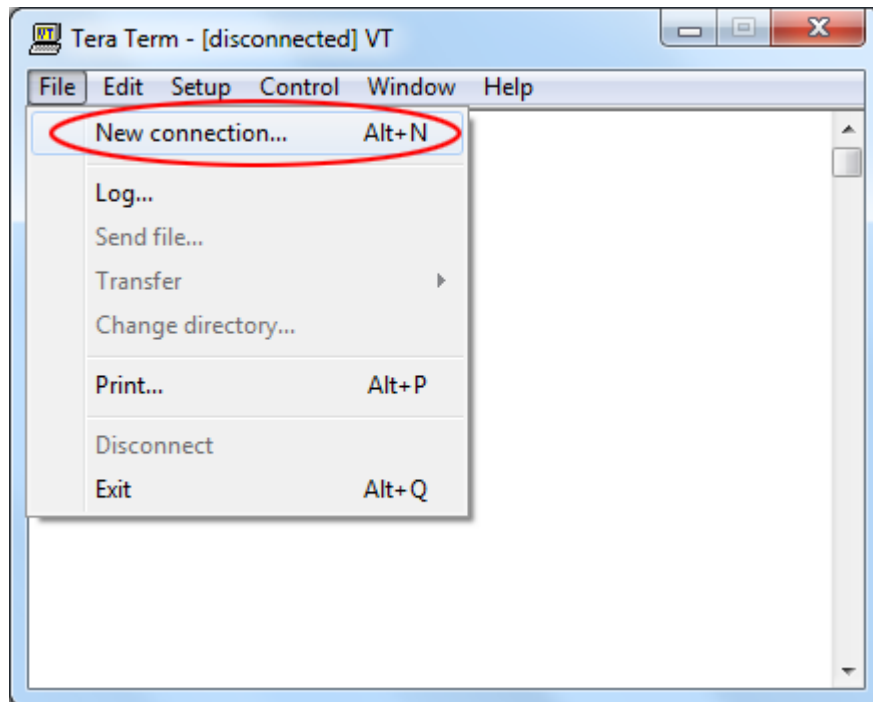 VT
Tera Term - [disconnected] VT
File Edit Setup Control Window Help
New connection... Alt+N
Log...
Send file...
Transfer
Change directory...
Print... Alt+P
Disconnect
Exit Alt+Q